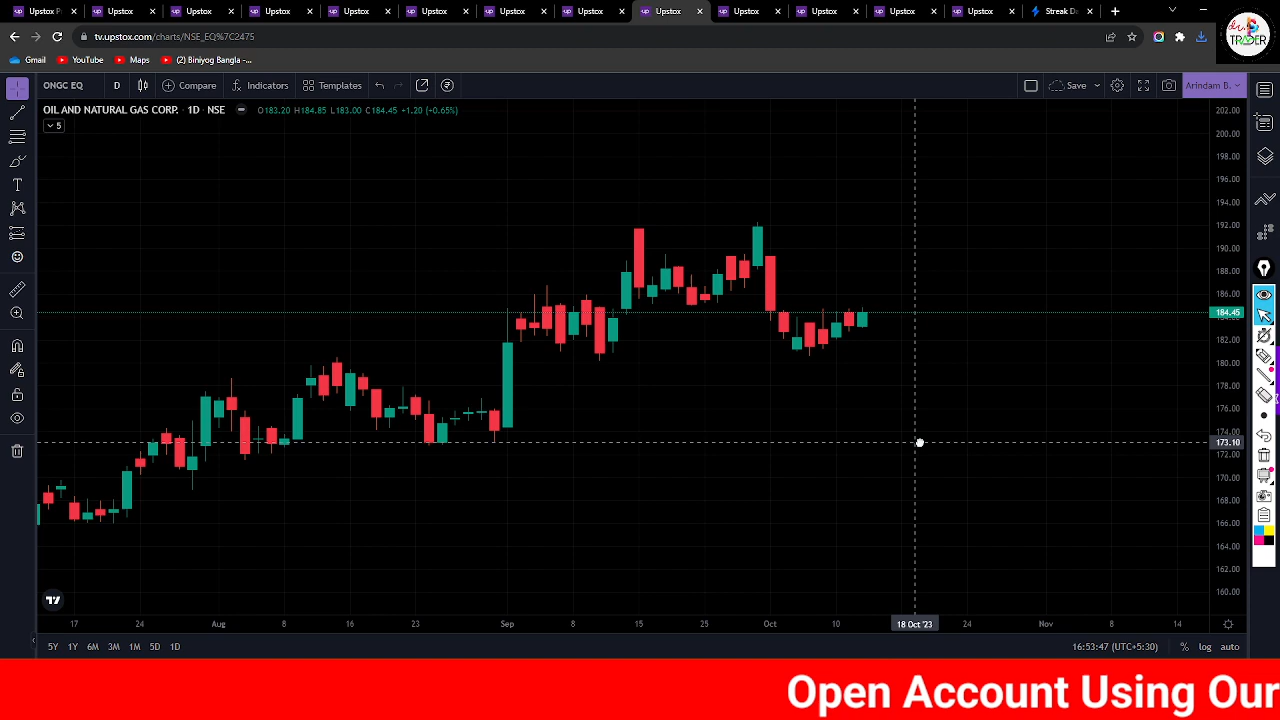 Upstox P
Upstox
Upstox
Upstox
Upstox
Upstox
Upstox
Upstox
Upstox
Upstox
Upstox
Upstox
Upstox
Streak Da
tv.upstox.com/charts/NSE_EQ%7C2475
Gmail
YouTube
Maps
(2) Biniyog Bangla -...
dr. TRADER
ONGC EQ
D
Compare
Indicators
Templates
Save
Arindam B.
OIL AND NATURAL GAS CORP. · 1D · NSE
O183.20 H184.85 L183.00 C184.45 +1.20 (+0.65%)
5
202.00
200.00
198.00
196.00
194.00
192.00
190.00
188.00
186.00
184.45
182.00
180.00
178.00
176.00
174.00
173.10
172.00
170.00
168.00
166.00
164.00
162.00
160.00
17
24
Aug
8
16
23
Sep
8
15
25
Oct
10
18 Oct '23
24
Nov
8
14
5Y 1Y 6M 3M 1M 5D 1D
16:53:47 (UTC+5:30)
% log auto
Open Account Using Our